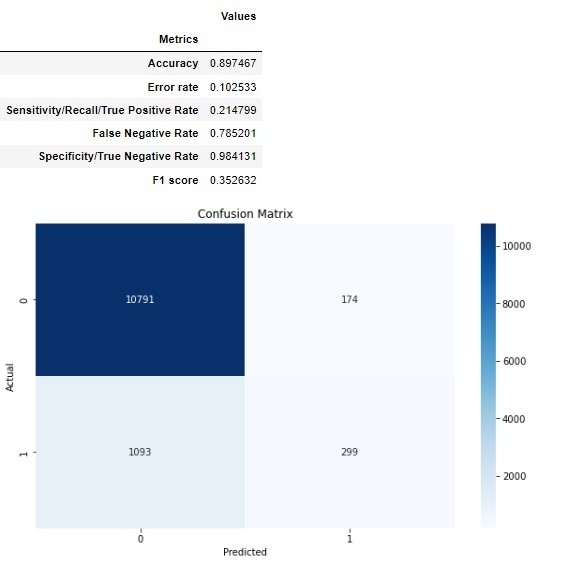 Values
Metrics
Accuracy 0.897467
Error rate 0.102533
Sensitivity/Recall/True Positive Rate 0.214799
False Negative Rate 0.785201
Specificity/True Negative Rate 0.984131
F1 score 0.352632
Confusion Matrix
10000
8000
6000
4000
2000
Actual
0
10791 174
1
1093 299
0 1
Predicted